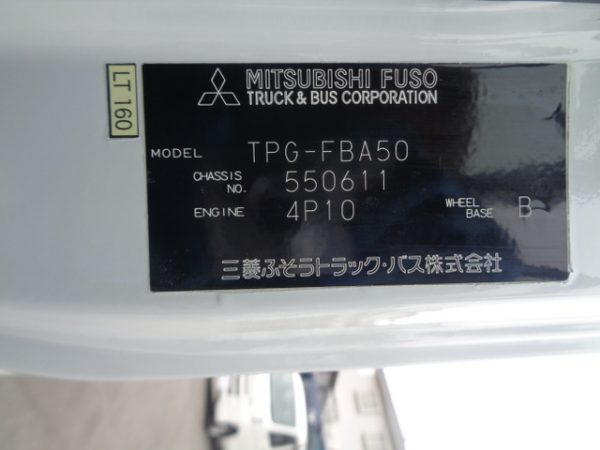 LT 160
MITSUBISHI FUSO
TRUCK & BUS CORPORATION
MODEL TPG-FBA50
CHASSIS NO. 550611
ENGINE 4P10 WHEEL BASE B
三菱ふそうトラック・バス株式会社